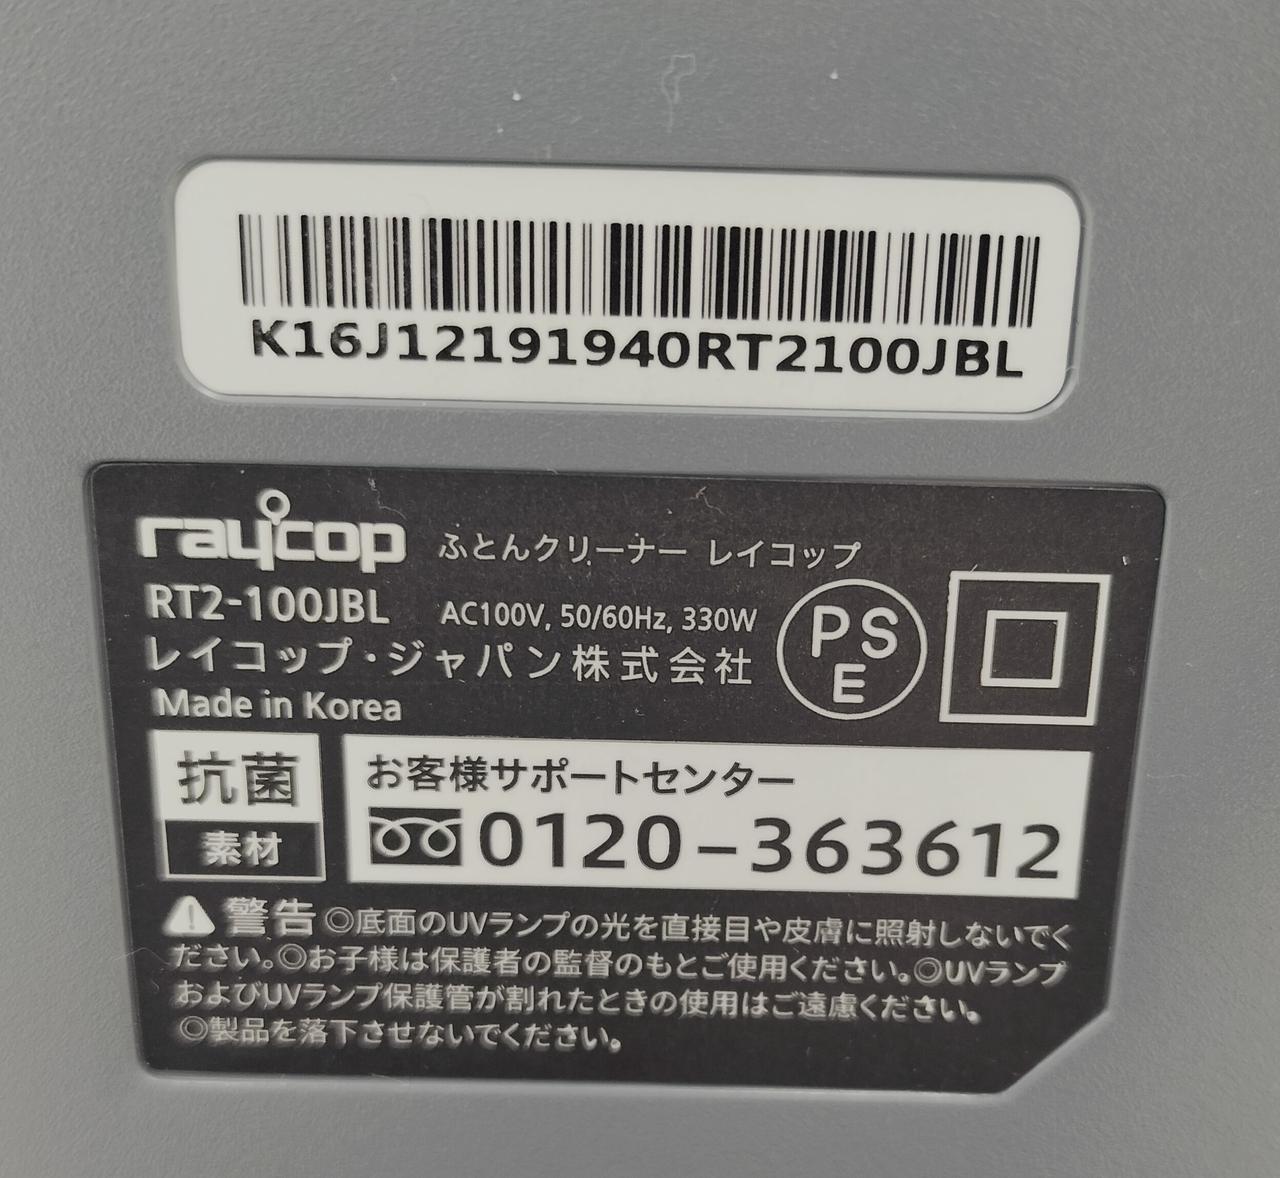 K16J12191940RT2100JBL
raycop ふとんクリーナー レイコップ
RT2-100JBL AC100V, 50/60Hz, 330W
レイコップ・ジャパン株式会社
PS
E
Made in Korea
抗菌
素材
お客様サポートセンター
0120-363612
警告 ◎底面のUVランプの光を直接目や皮膚に照射しないでく
ださい。◎お子様は保護者の監督のもとご使用ください。◎UVランプ
およびUVランプ保護管が割れたときの使用はご遠慮ください。
◎製品を落下させないでください。